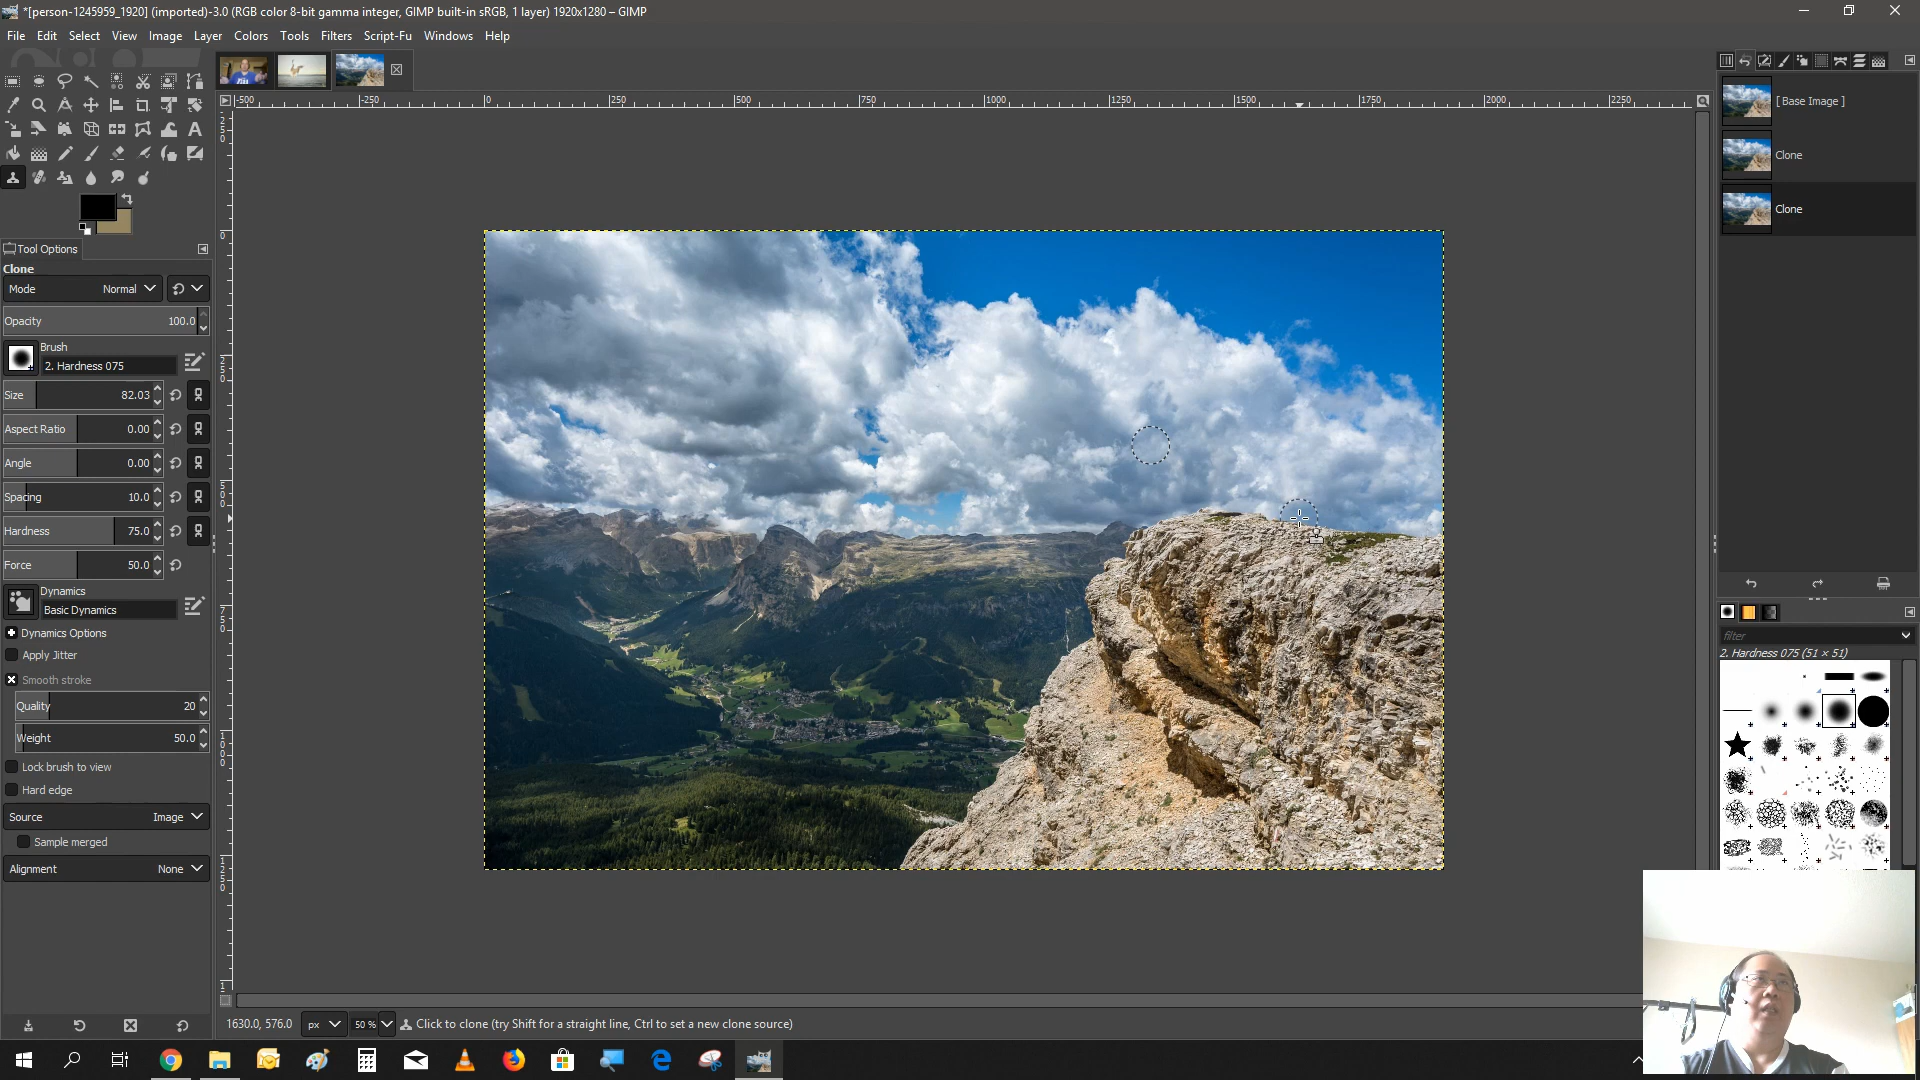 *[person-1245959_1920] (imported)-3.0 (RGB color 8-bit gamma integer, GIMP built-in sRGB, 1 layer) 1920x1280 – GIMP
File Edit Select View Image Layer Colors Tools Filters Script-Fu Windows Help
-500 -250 0 250 500 750 1000 1250 1500 1750 2000 2250
[ Base Image ]
Clone
Clone
Tool Options
Clone
Mode Normal
Opacity 100.0
Brush
2. Hardness 075
Size 82.03
Aspect Ratio 0.00
Angle 0.00
Spacing 10.0
Hardness 75.0
Force 50.0
Dynamics
Basic Dynamics
Dynamics Options
Apply Jitter
Smooth stroke
Quality 20
Weight 50.0
Lock brush to view
Hard edge
Source Image
Sample merged
Alignment None
filter
2. Hardness 075 (51 × 51)
1630.0, 576.0 px 50 % Click to clone (try Shift for a straight line, Ctrl to set a new clone source)